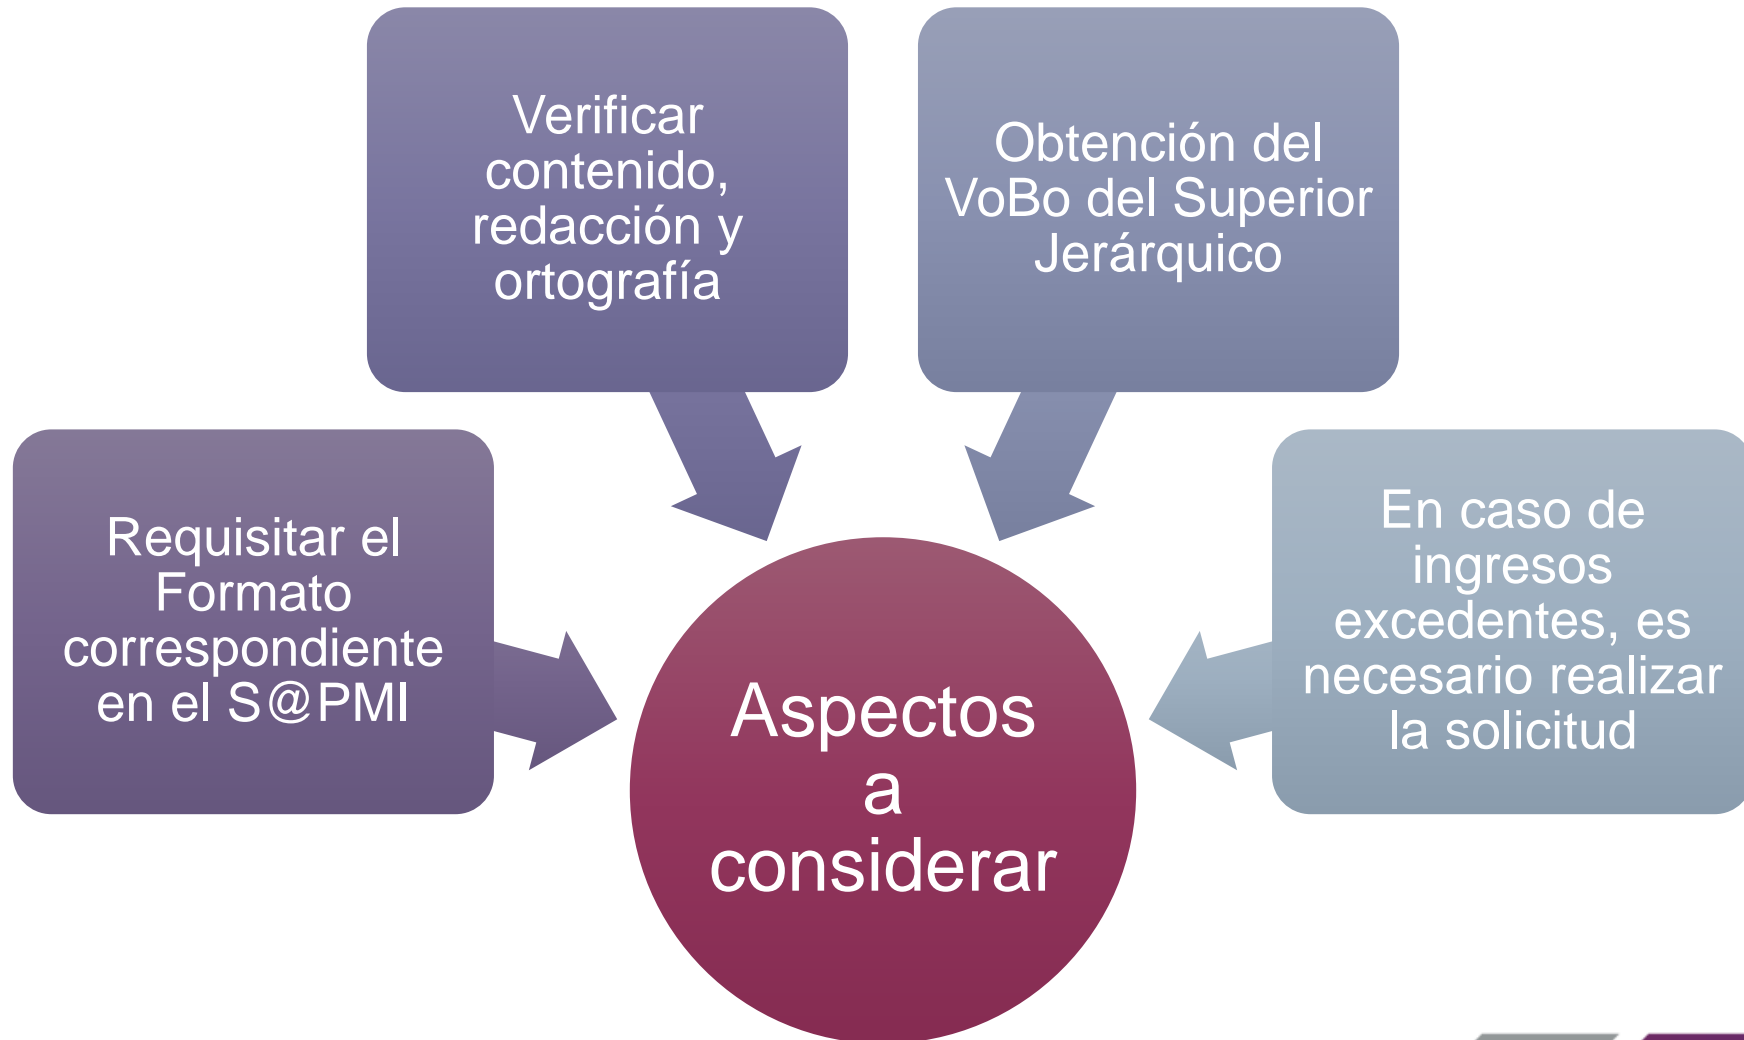 Verificar
contenido,
redacción y
ortografía
Obtención del
VoBo del Superior
Jerárquico
Requisitar el
Formato
correspondiente
en el S@PMI
En caso de
ingresos
excedentes, es
necesario realizar
la solicitud
Aspectos
a
considerar